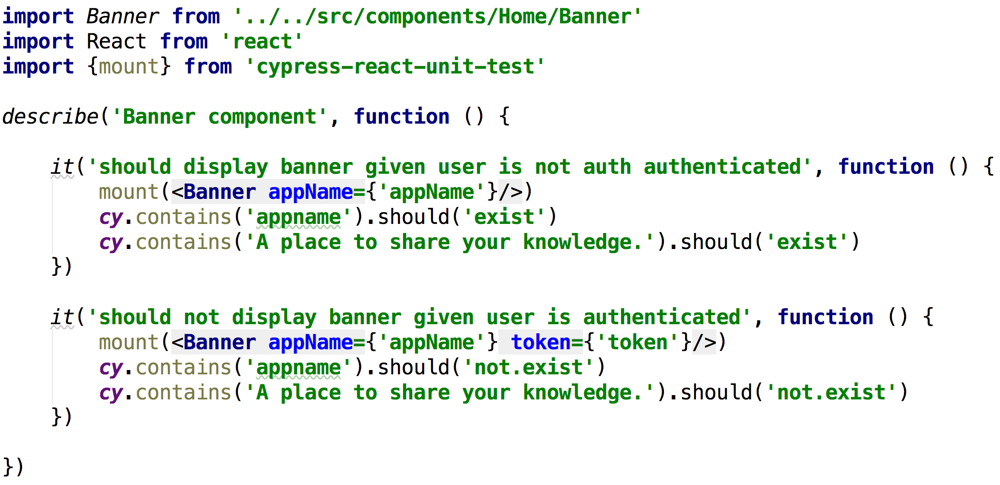 import Banner from '../../src/components/Home/Banner'
import React from 'react'
import {mount} from 'cypress-react-unit-test'
describe('Banner component', function () {
it('should display banner given user is not auth authenticated', function () {
mount(<Banner appName={'appName'}/>)
cy.contains('appname').should('exist')
cy.contains('A place to share your knowledge.').should('exist')
})
it('should not display banner given user is authenticated', function () {
mount(<Banner appName={'appName'} token={'token'}/>)
cy.contains('appname').should('not.exist')
cy.contains('A place to share your knowledge.').should('not.exist')
})
})